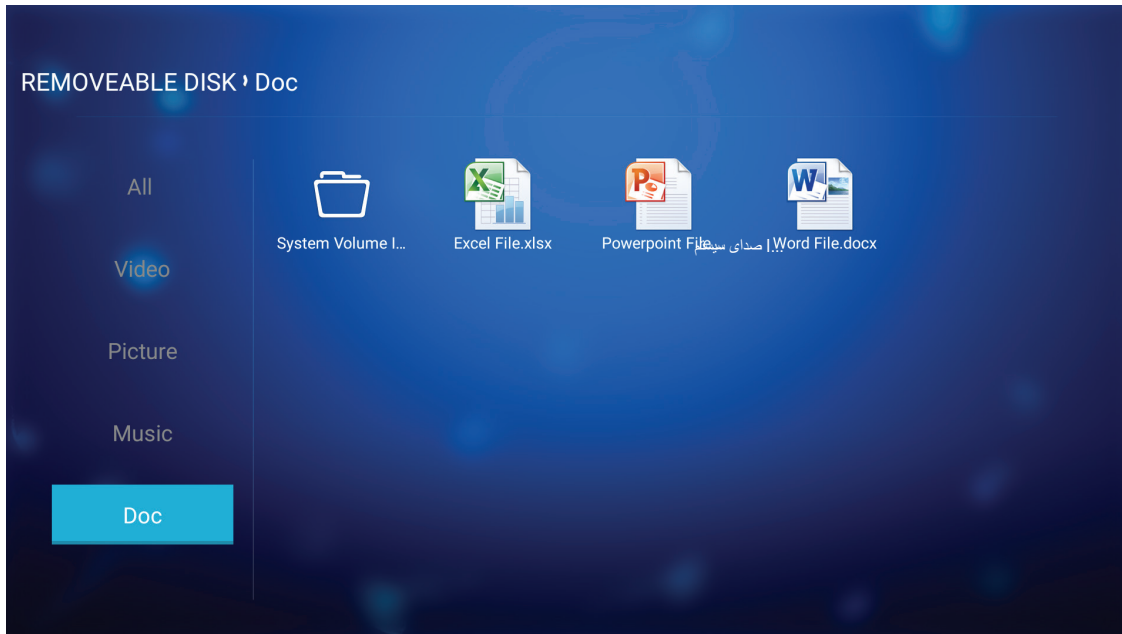 REMOVEABLE DISK › Doc
All
Video
Picture
Music
Doc
System Volume I...
Excel File.xlsx
Powerpoint File
صدای سیستم ا...
Word File.docx